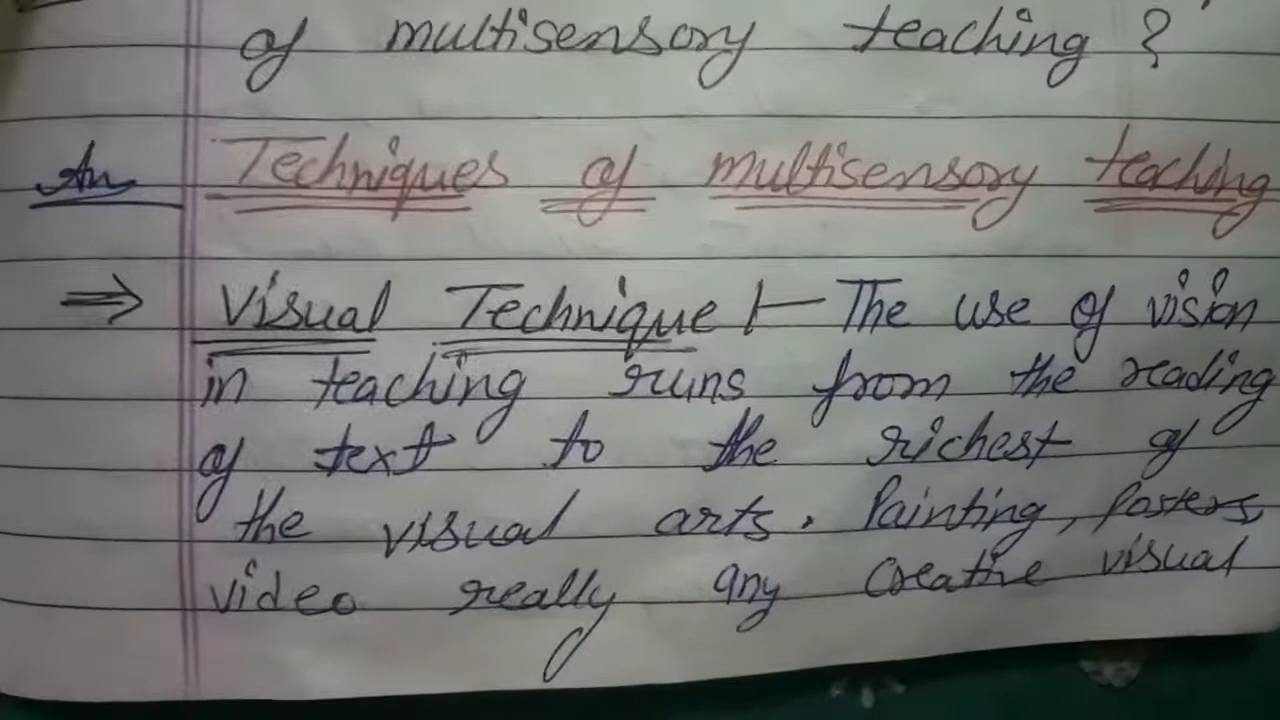 of multisensory teaching ?
An Techniques of multisensory teaching
⇒ Visual Technique :- The use of vision
in teaching runs from the reading
of text to the richest of
the visual arts. Painting, Posters,
video really any creative visual